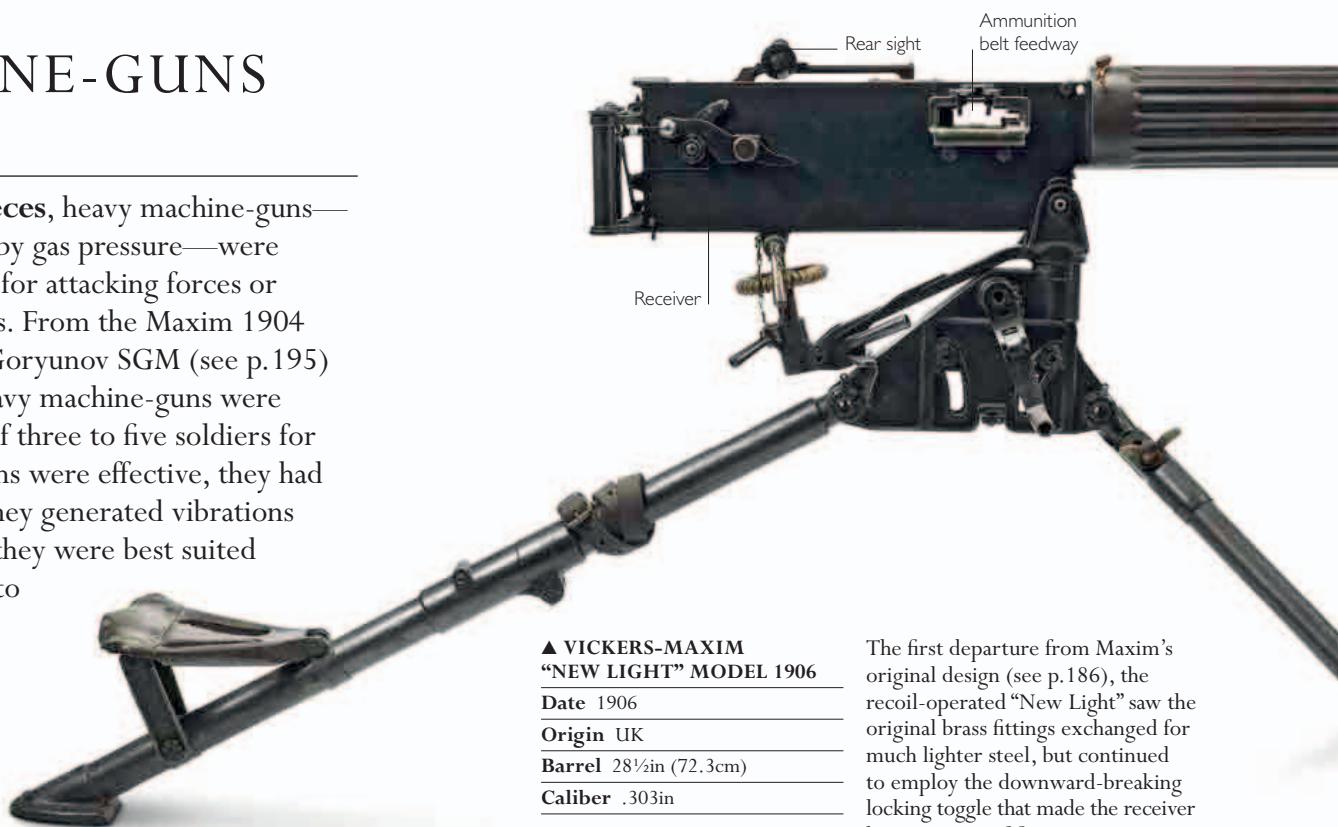 NE-GUNS
eces, heavy machine-guns—
by gas pressure—were
for attacking forces or
s. From the Maxim 1904
Goryunov SGM (see p.195)
avy machine-guns were
f three to five soldiers for
ns were effective, they had
hey generated vibrations
they were best suited
to
Rear sight
Ammunition
belt feedway
Receiver
▲ VICKERS-MAXIM
“NEW LIGHT” MODEL 1906
Date 1906
Origin UK
Barrel 28½in (72.3cm)
Caliber .303in
The first departure from Maxim’s
original design (see p.186), the
recoil-operated “New Light” saw the
original brass fittings exchanged for
much lighter steel, but continued
to employ the downward-breaking
locking toggle that made the receiver